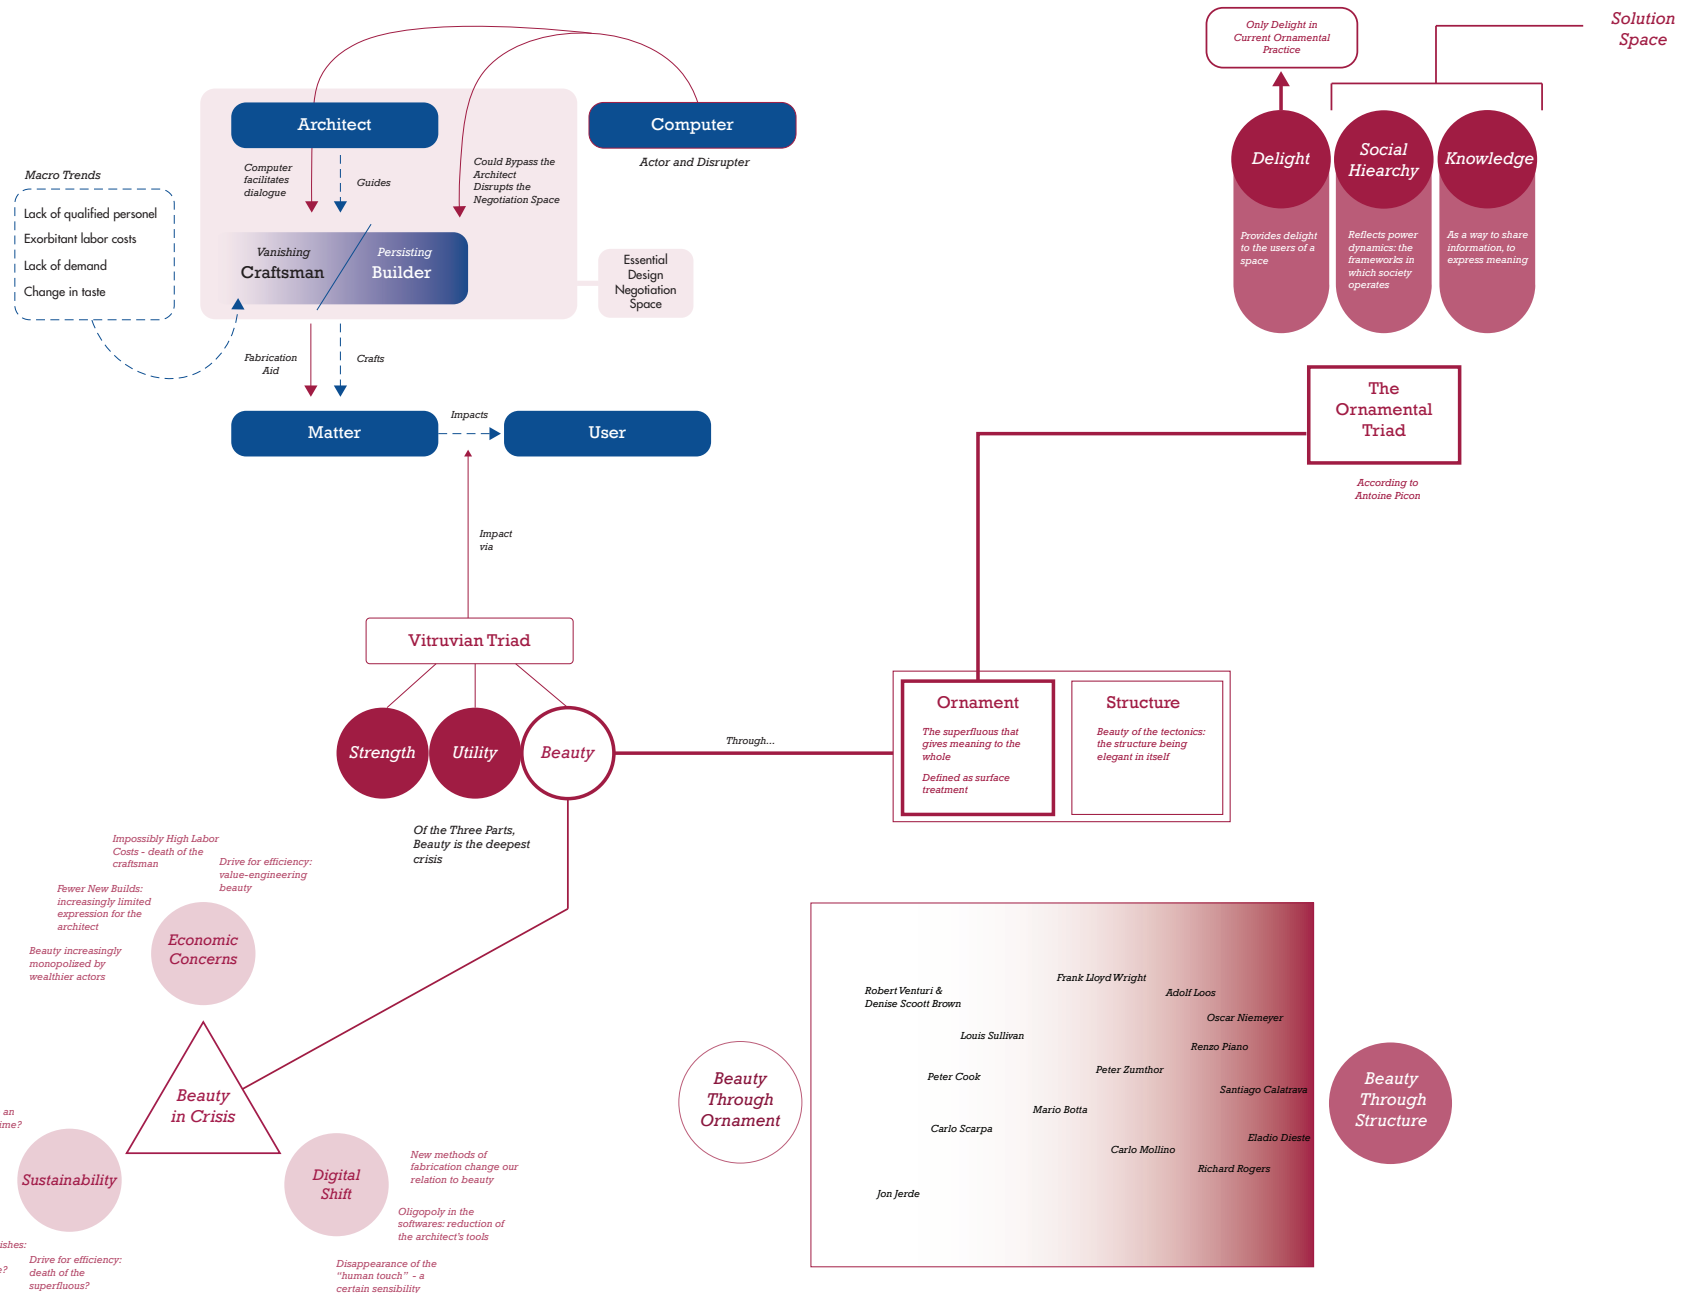 Only Delight in
Current Ornamental
Practice
Solution
Space
Architect
Computer
Actor and Disrupter
Computer
facilitates
dialogue
Guides
Could Bypass the
Architect
Disrupts the
Negotiation Space
Macro Trends
Lack of qualified personel
Exorbitant labor costs
Lack of demand
Change in taste
Vanishing
Craftsman
Persisting
Builder
Essential
Design
Negotiation
Space
Fabrication
Aid
Crafts
Matter
Impacts
User
Impact
via
Delight
Social
Hiearchy
Knowledge
Provides delight
to the users of a
space
Reflects power
dynamics: the
frameworks in
which society
operates
As a way to share
information, to
express meaning
The
Ornamental
Triad
According to
Antoine Picon
Vitruvian Triad
Strength
Utility
Beauty
Through...
Ornament
The superfluous that
gives meaning to the
whole
Defined as surface
treatment
Structure
Beauty of the tectonics:
the structure being
elegant in itself
Of the Three Parts,
Beauty is the deepest
crisis
Impossibly High Labor
Costs - death of the
craftsman
Drive for efficiency:
value-engineering
beauty
Fewer New Builds:
increasingly limited
expression for the
architect
Beauty increasingly
monopolized by
wealthier actors
Economic
Concerns
Beauty
in Crisis
an
ime?
Sustainability
Digital
Shift
New methods of
fabrication change our
relation to beauty
Oligopoly in the
softwares: reduction of
the architect's tools
Disappearance of the
“human touch” - a
certain sensibility
ishes:
e?
Drive for efficiency:
death of the
superfluous?
Beauty
Through
Ornament
Robert Venturi &
Denise Scoott Brown
Frank Lloyd Wright
Adolf Loos
Oscar Niemeyer
Louis Sullivan
Renzo Piano
Peter Cook
Peter Zumthor
Santiago Calatrava
Mario Botta
Carlo Scarpa
Eladio Dieste
Carlo Mollino
Richard Rogers
Jon Jerde
Beauty
Through
Structure